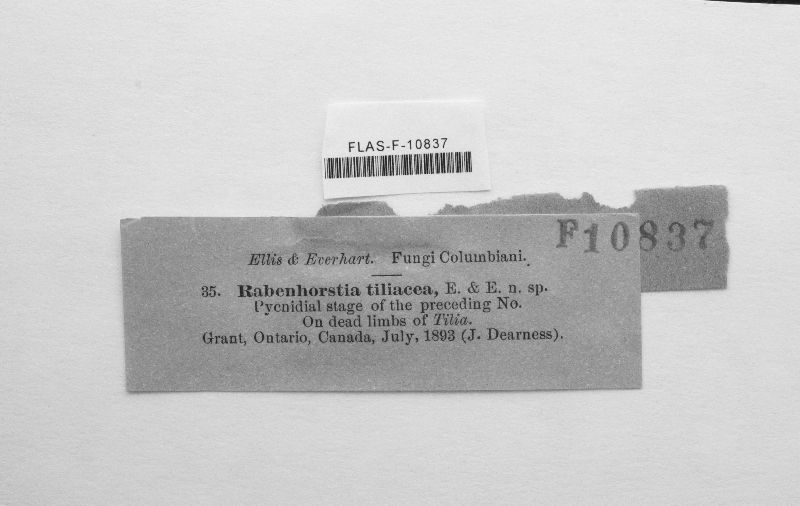 FLAS-F-10837
F10837
Ellis & Everhart. Fungi Columbiani.
35. Rabenhorstia tiliacea, E. & E. n. sp.
Pycnidial stage of the preceding No.
On dead limbs of Tilia.
Grant, Ontario, Canada, July, 1893 (J. Dearness).